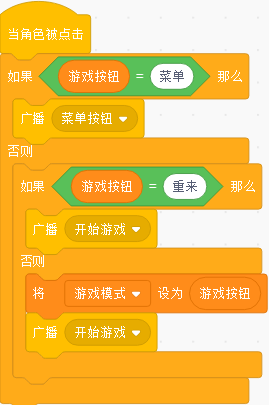 当角色被点击
如果 游戏按钮 = 菜单 那么
广播 菜单按钮
否则
如果 游戏按钮 = 重来 那么
广播 开始游戏
否则
将 游戏模式 设为 游戏按钮
广播 开始游戏